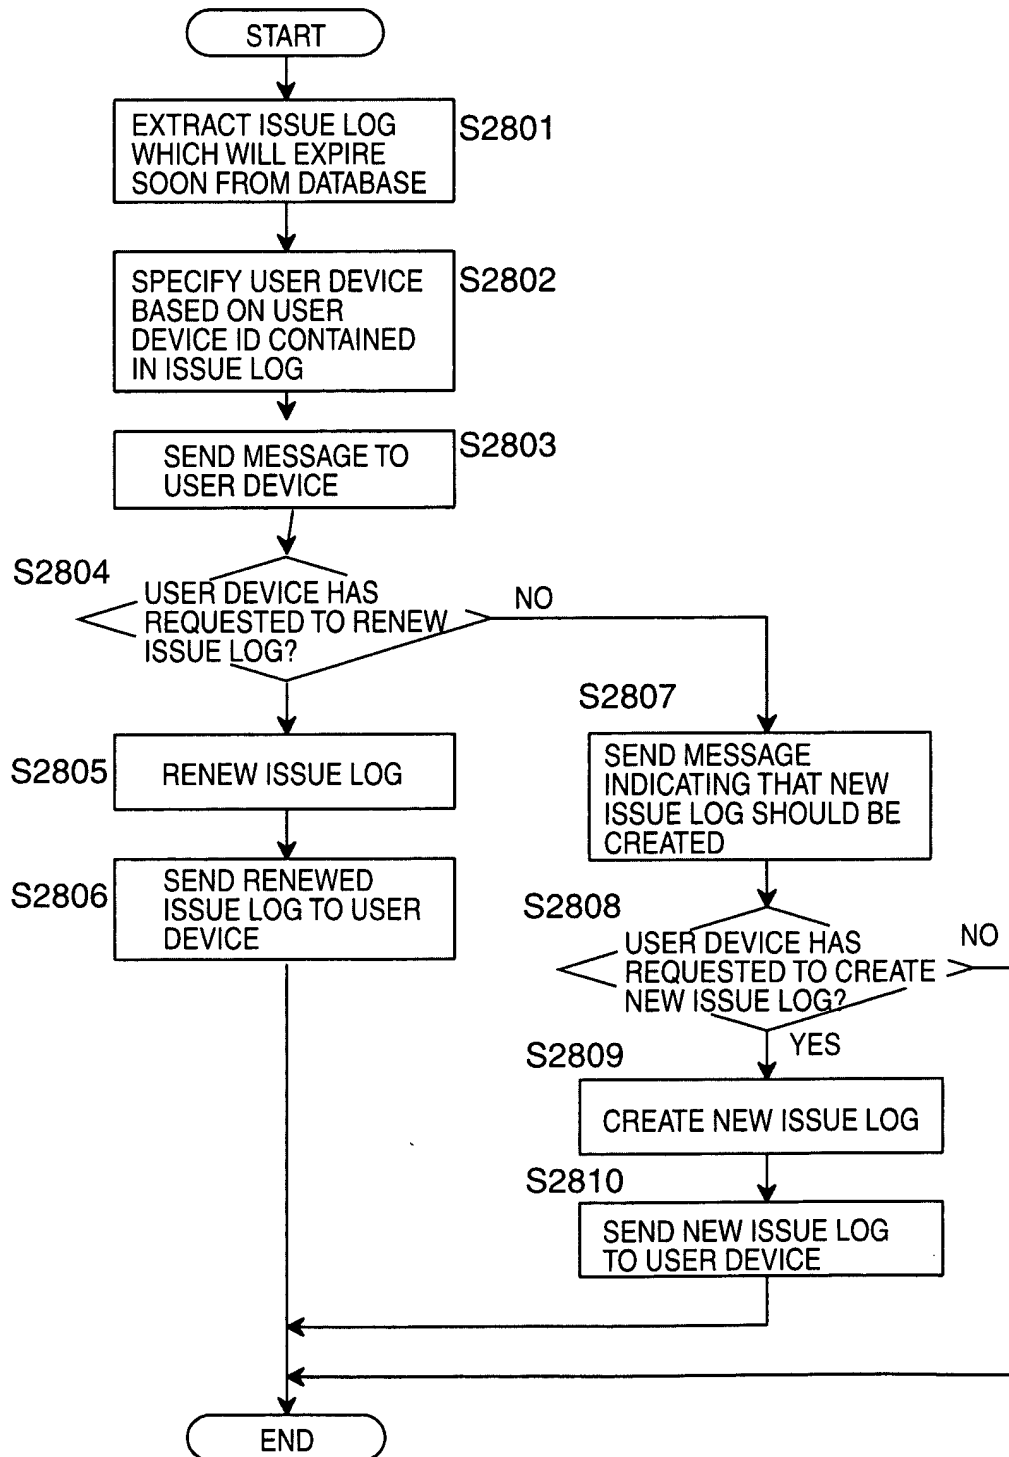 START
EXTRACT ISSUE LOG
WHICH WILL EXPIRE
SOON FROM DATABASE
S2801
SPECIFY USER DEVICE
BASED ON USER
DEVICE ID CONTAINED
IN ISSUE LOG
S2802
SEND MESSAGE TO
USER DEVICE
S2803
S2804
USER DEVICE HAS
REQUESTED TO RENEW
ISSUE LOG?
NO
S2805
RENEW ISSUE LOG
S2806
SEND RENEWED
ISSUE LOG TO USER
DEVICE
S2807
SEND MESSAGE
INDICATING THAT NEW
ISSUE LOG SHOULD BE
CREATED
S2808
USER DEVICE HAS
REQUESTED TO CREATE
NEW ISSUE LOG?
NO
YES
S2809
CREATE NEW ISSUE LOG
S2810
SEND NEW ISSUE LOG
TO USER DEVICE
END